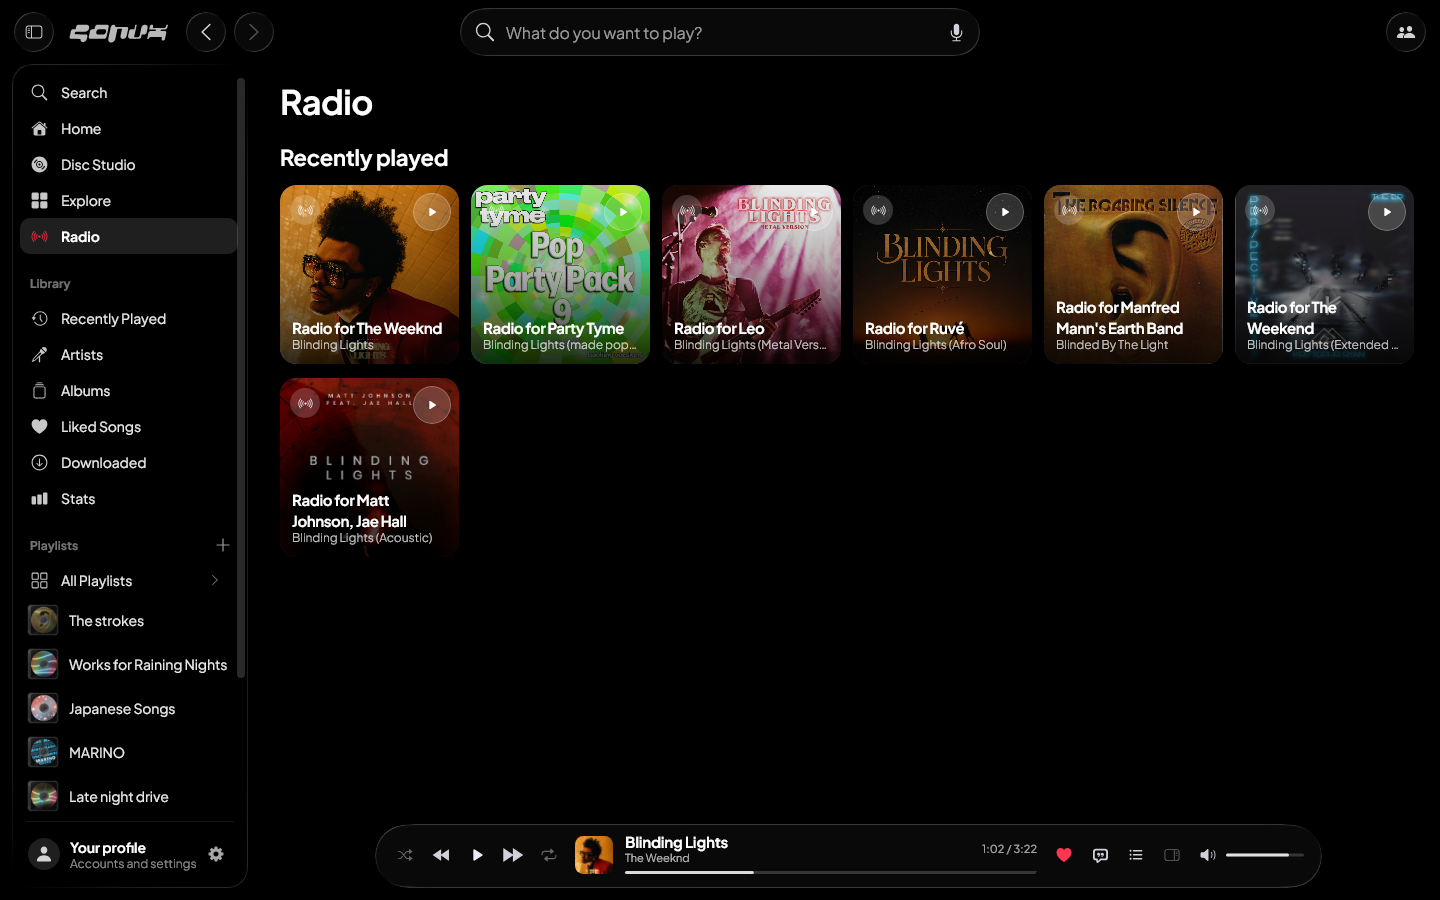 sonux
What do you want to play?
Search
Home
Disc Studio
Explore
Radio
Library
Recently Played
Artists
Albums
Liked Songs
Downloaded
Stats
Playlists
All Playlists
The strokes
Works for Raining Nights
Japanese Songs
MARINO
Late night drive
Your profile
Accounts and settings
Radio
Recently played
Radio for The Weeknd
Blinding Lights
party
tyme
Pop
Party Pack
9
Radio for Party Tyme
Blinding Lights (made pop...
BLINDING
LIGHTS
METAL VERSION
Radio for Leo
Blinding Lights (Metal Vers...
BLINDING
LIGHTS
Radio for Ruvé
Blinding Lights (Afro Soul)
THE ROARING SILENCE
Radio for Manfred
Mann's Earth Band
Blinded By The Light
Radio for The
Weekend
Blinding Lights (Extended ...
MATT JOHNSON
FEAT. JAE HALL
BLINDING
LIGHTS
Radio for Matt
Johnson, Jae Hall
Blinding Lights (Acoustic)
Blinding Lights
The Weeknd
1:02 / 3:22